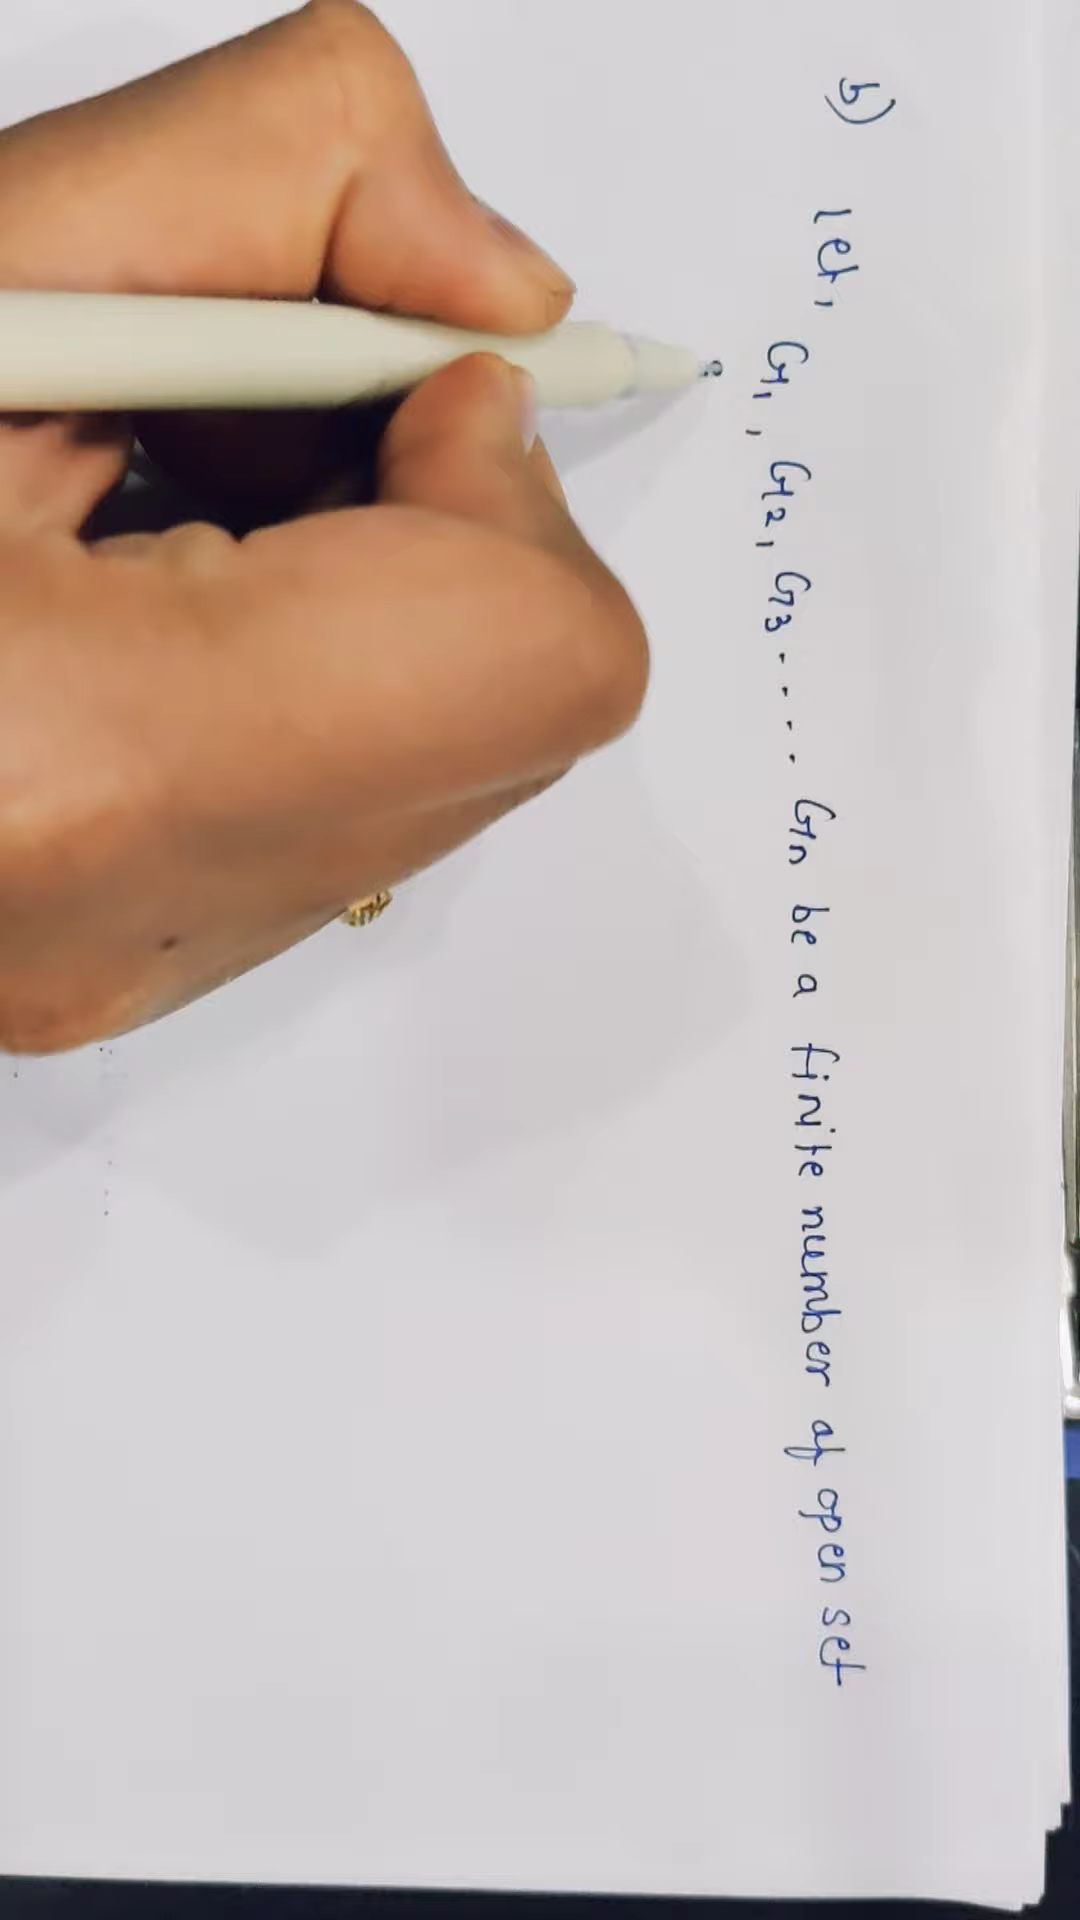 b) let,
G1, G2, G3 .... Gn be a finite number of open set